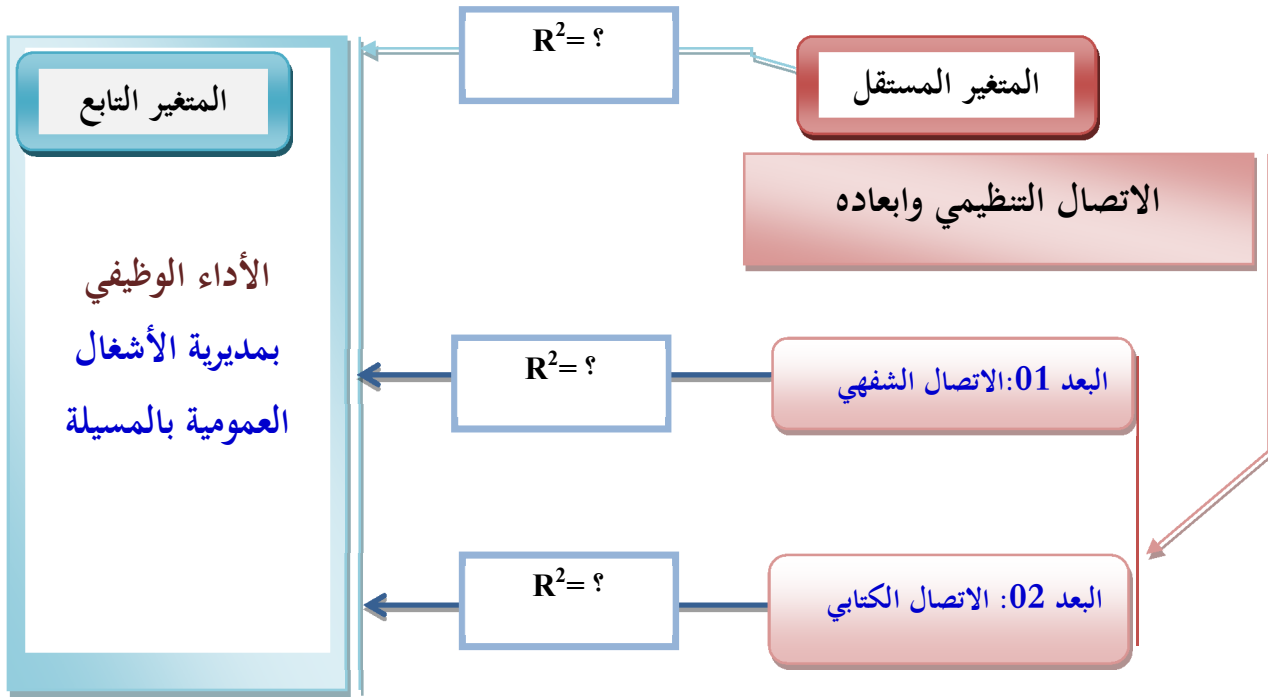 المتغير المستقل
R²= ؟
المتغير التابع
الاتصال التنظيمي وابعاده
الأداء الوظيفي
بمديرية الأشغال
العمومية بالمسيلة
البعد 01:الاتصال الشفهي
R²= ؟
البعد 02: الاتصال الكتابي
R²= ؟